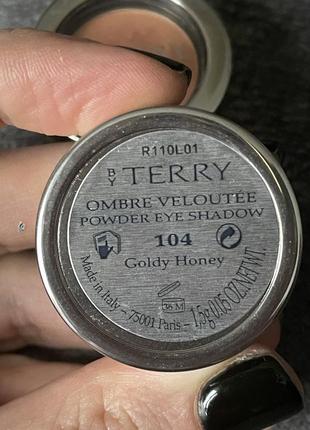 R110L01
BY TERRY
OMBRE VELOUTÉE
POWDER EYE SHADOW
104
Goldy Honey
36 M
Made in Italy - 75001 Paris - 1,5g/0.05 OZ.NET.WT.